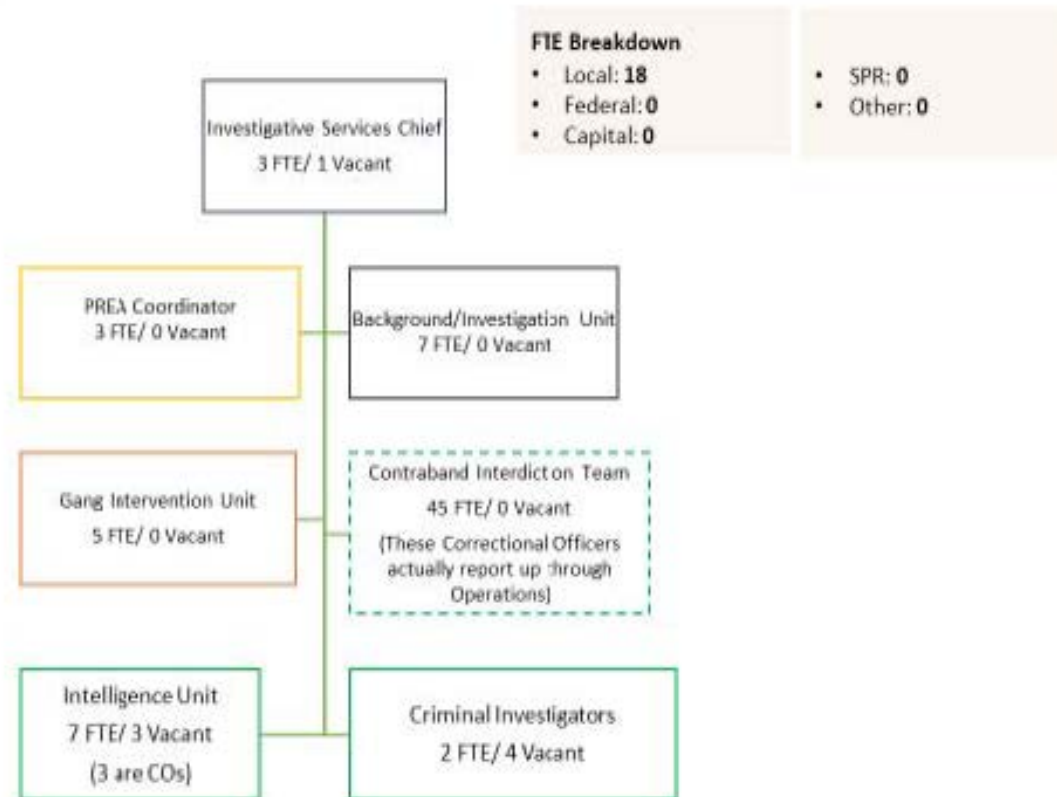 FTE Breakdown
• Local: 18
• Federal: 0
• Capital: 0
• SPR: 0
• Other: 0
Investigative Services Chief
3 FTE/ 1 Vacant
PREA Coordinator
3 FTE/ 0 Vacant
Background/Investigation Unit
7 FTE/ 0 Vacant
Gang Intervention Unit
5 FTE/ 0 Vacant
Contraband Interdiction Team
45 FTE/ 0 Vacant
(These Correctional Officers
actually report up through
Operations)
Intelligence Unit
7 FTE/ 3 Vacant
(3 are COs)
Criminal Investigators
2 FTE/ 4 Vacant